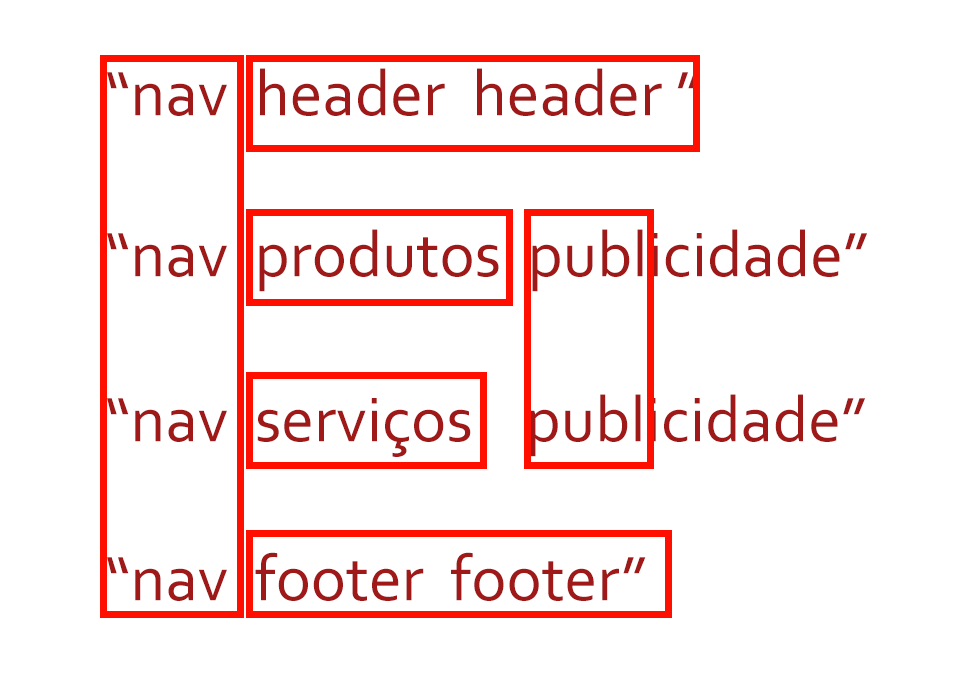 “nav header header ”
“nav produtos publicidade”
“nav serviços publicidade”
“nav footer footer”